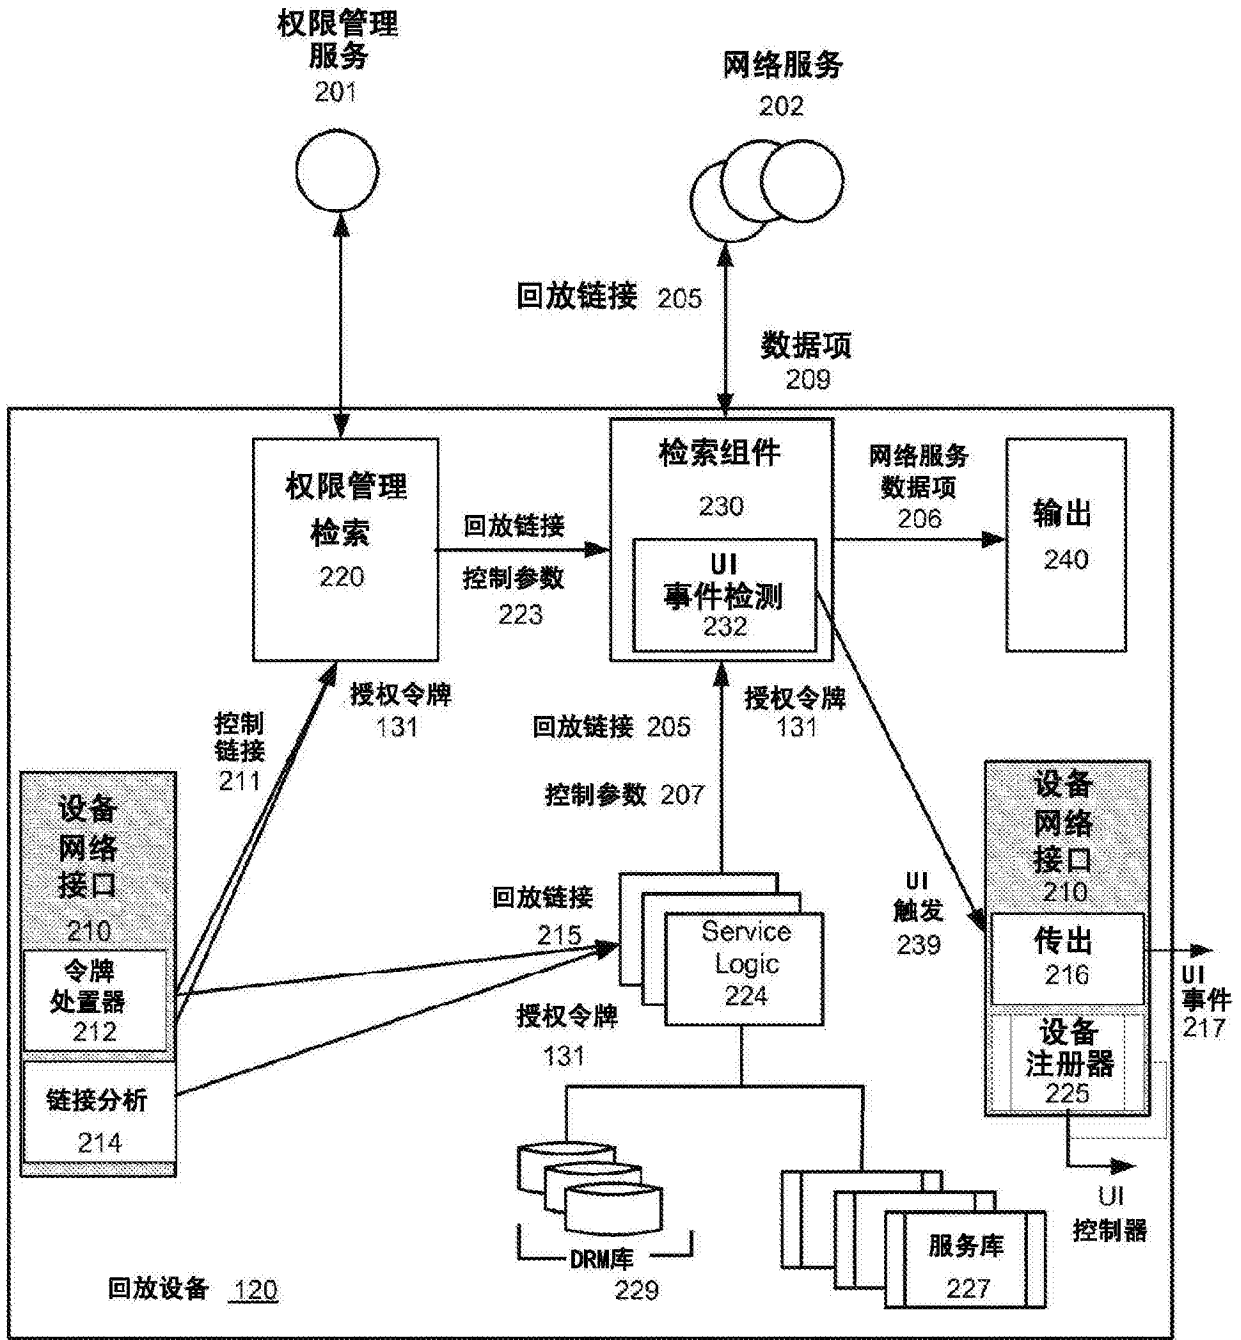 权限管理
服务
201
网络服务
202
回放链接 205
数据项
209
权限管理
检索
220
回放链接
控制参数
223
检索组件
230
UI
事件检测
232
网络服务
数据项
206
输出
240
控制
链接
211
授权令牌
131
回放链接 205
控制参数 207
授权令牌
131
设备
网络
接口
210
令牌
处置器
212
链接分析
214
回放链接
215
授权令牌
131
Service
Logic
224
UI
触发
239
设备
网络
接口
210
传出
216
设备
注册器
225
UI
事件
217
UI
控制器
DRM库
229
服务库
227
回放设备 120